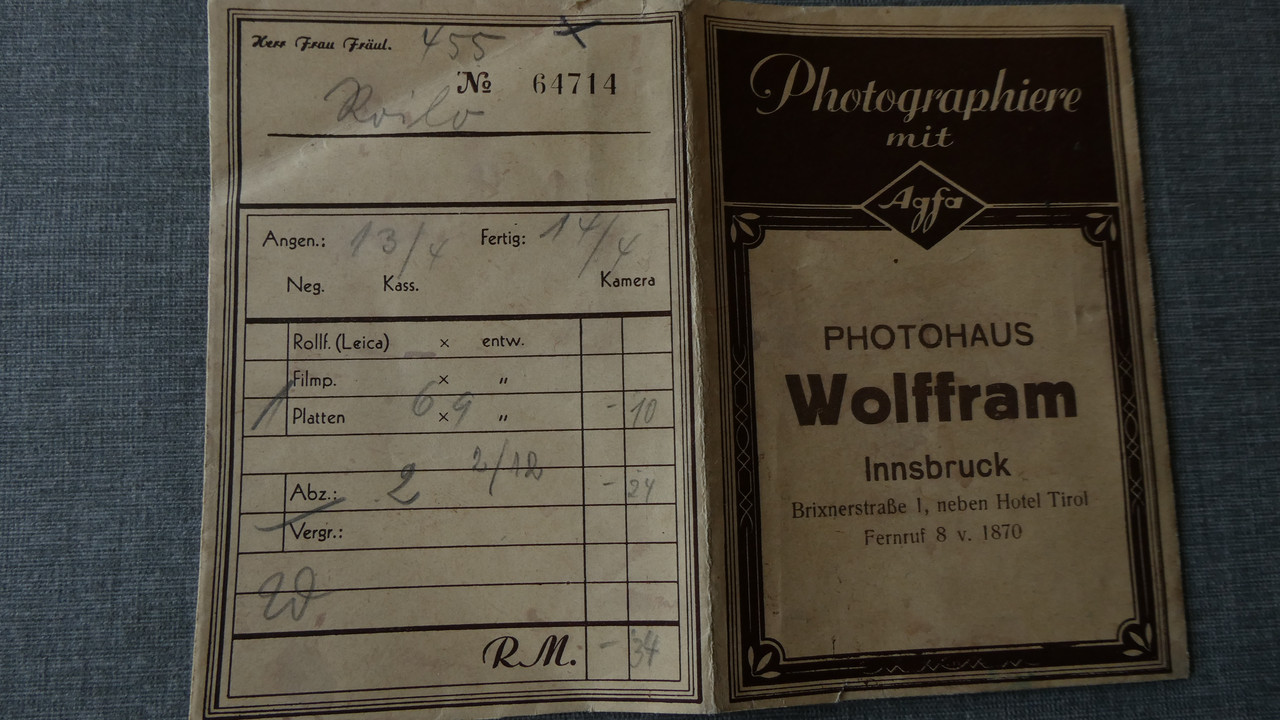 Herr Frau Fräul. 455
№ 64714
Angen.: 13/4 Fertig: 14/4
Neg. Kass. Kamera
Rollf. (Leica) × entw.
Filmp. × „
1 Platten 6 × 9 „ - 10
2/12
Abz.: 2 - 24
Vergr.:
R.M. - 34
Photographiere
mit
Agfa
PHOTOHAUS
Wolffram
Innsbruck
Brixnerstraße 1, neben Hotel Tirol
Fernruf 8 v. 1870